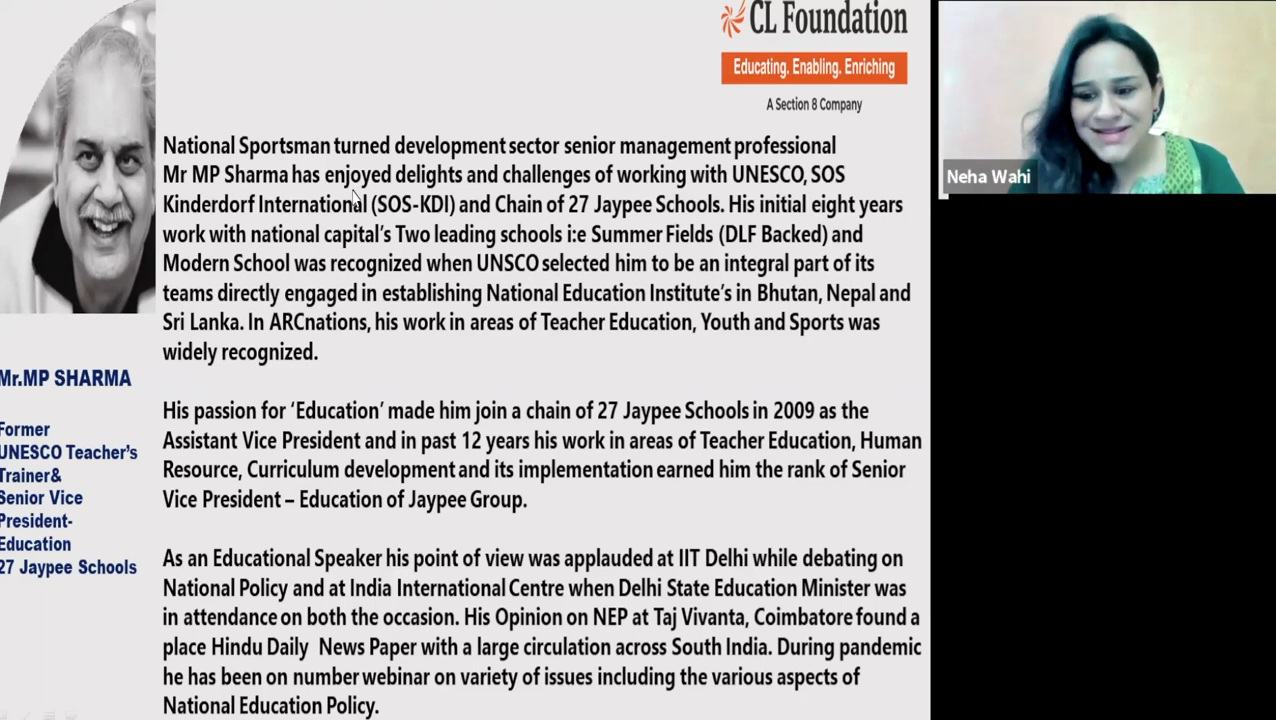 CL Foundation
Educating. Enabling. Enriching
A Section 8 Company
National Sportsman turned development sector senior management professional
Mr MP Sharma has enjoyed delights and challenges of working with UNESCO, SOS
Kinderdorf International (SOS-KDI) and Chain of 27 Jaypee Schools. His initial eight years
work with national capital's Two leading schools i:e Summer Fields (DLF Backed) and
Modern School was recognized when UNSCO selected him to be an integral part of its
teams directly engaged in establishing National Education Institute's in Bhutan, Nepal and
Sri Lanka. In ARCnations, his work in areas of Teacher Education, Youth and Sports was
widely recognized.
His passion for 'Education' made him join a chain of 27 Jaypee Schools in 2009 as the
Assistant Vice President and in past 12 years his work in areas of Teacher Education, Human
Resource, Curriculum development and its implementation earned him the rank of Senior
Vice President – Education of Jaypee Group.
As an Educational Speaker his point of view was applauded at IIT Delhi while debating on
National Policy and at India International Centre when Delhi State Education Minister was
in attendance on both the occasion. His Opinion on NEP at Taj Vivanta, Coimbatore found a
place Hindu Daily News Paper with a large circulation across South India. During pandemic
he has been on number webinar on variety of issues including the various aspects of
National Education Policy.
Mr.MP SHARMA
Former
UNESCO Teacher's
Trainer&
Senior Vice
President-
Education
27 Jaypee Schools
Neha Wahi